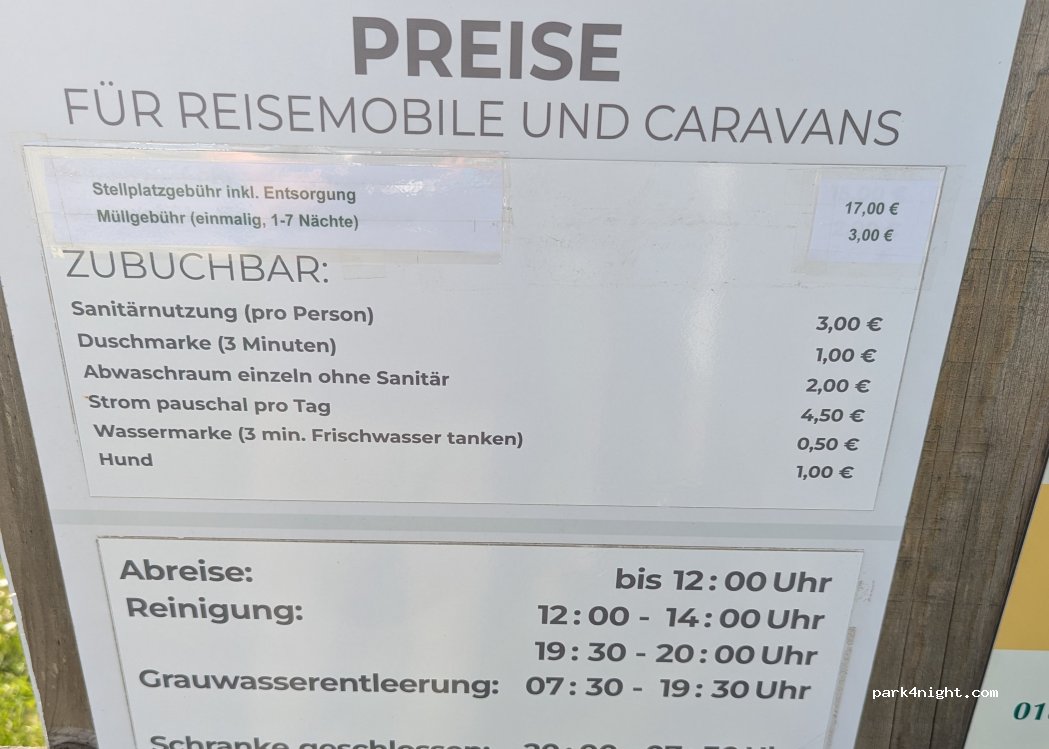 PREISE
FÜR REISEMOBILE UND CARAVANS
Stellplatzgebühr inkl. Entsorgung 17,00 €
Müllgebühr (einmalig, 1-7 Nächte) 3,00 €
ZUBUCHBAR:
Sanitärnutzung (pro Person) 3,00 €
Duschmarke (3 Minuten) 1,00 €
Abwaschraum einzeln ohne Sanitär 2,00 €
Strom pauschal pro Tag 4,50 €
Wassermarke (3 min. Frischwasser tanken) 0,50 €
Hund 1,00 €
Abreise: bis 12:00 Uhr
Reinigung: 12:00 - 14:00 Uhr
19:30 - 20:00 Uhr
Grauwasserentleerung: 07:30 - 19:30 Uhr
park4night.com
Schranke geschlossen: